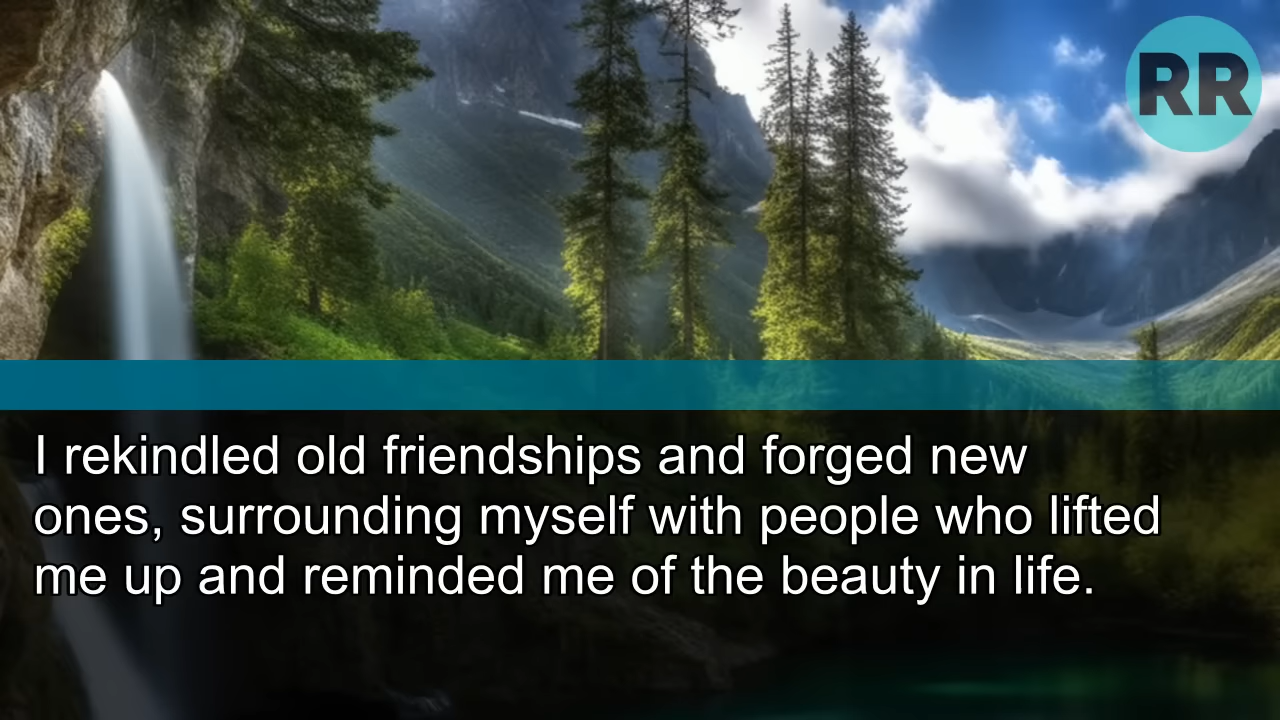 RR
I rekindled old friendships and forged new
ones, surrounding myself with people who lifted
me up and reminded me of the beauty in life.